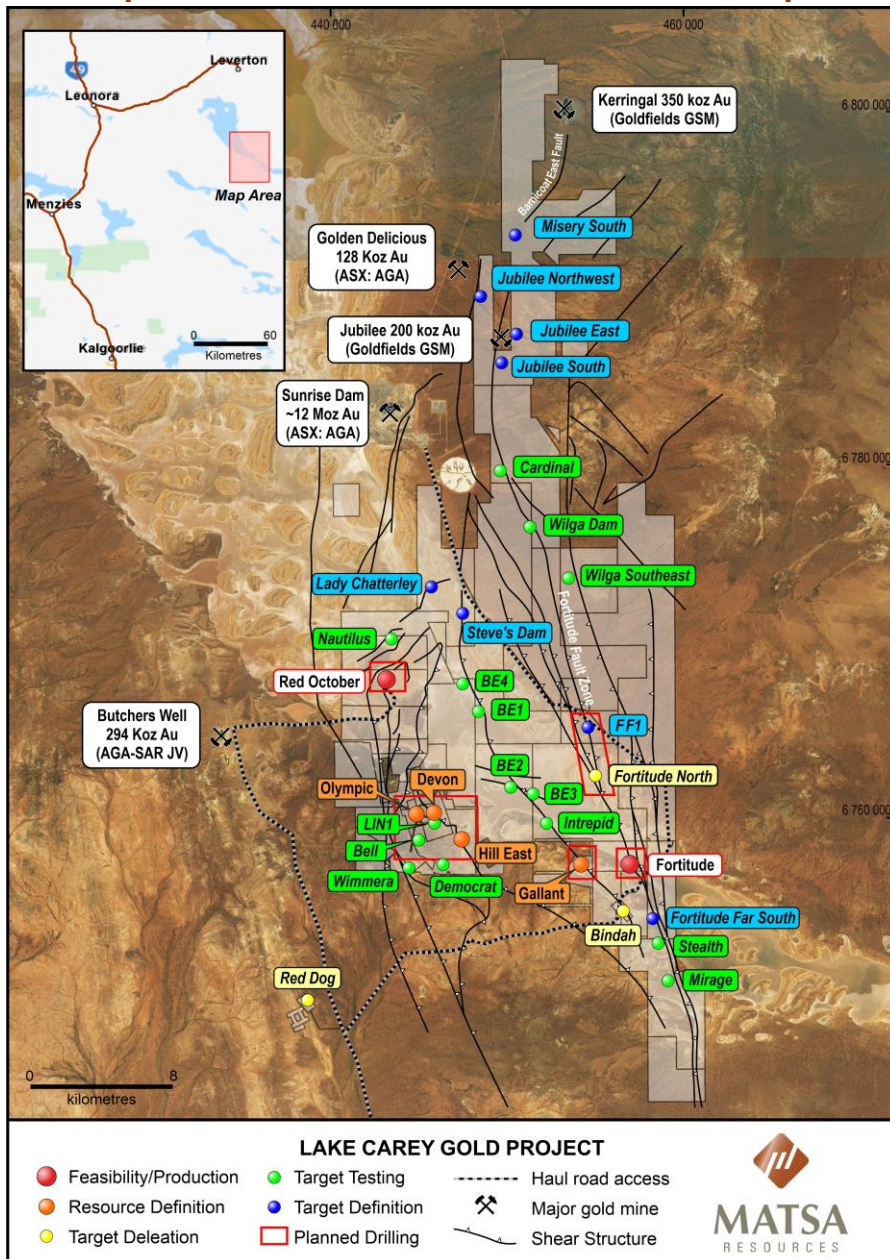 440 000
460 000
6 800 000
6 780 000
6 760 000
49
Leverton
Leonora
Menzies
Map Area
Kalgoorlie
0 60
Kilometres
Kerringal 350 koz Au
(Goldfields GSM)
Barnicoat East Fault
Misery South
Golden Delicious
128 Koz Au
(ASX: AGA)
Jubilee Northwest
Jubilee 200 koz Au
(Goldfields GSM)
Jubilee East
Jubilee South
Sunrise Dam
~12 Moz Au
(ASX: AGA)
Cardinal
Wilga Dam
Wilga Southeast
Lady Chatterley
Steve's Dam
Nautilus
Fortitude Fault Zone
Red October
BE4
BE1
FF1
Butchers Well
294 Koz Au
(AGA-SAR JV)
BE2
Fortitude North
Olympic
Devon
BE3
LIN1
Intrepid
Bell
Hill East
Fortitude
Wimmera
Democrat
Gallant
Bindah
Fortitude Far South
Stealth
Mirage
Red Dog
0 8
kilometres
LAKE CAREY GOLD PROJECT
Feasibility/Production
Resource Definition
Target Deleation
Target Testing
Target Definition
Planned Drilling
Haul road access
Major gold mine
Shear Structure
MATSA
RESOURCES